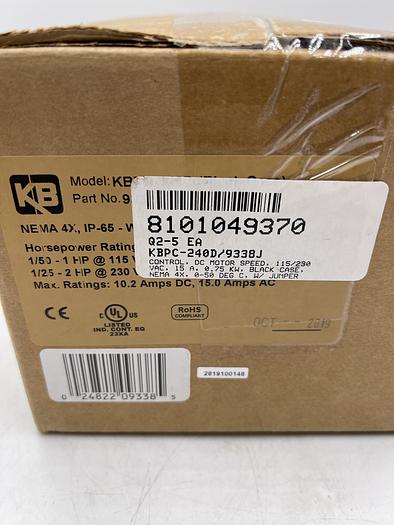 KB
Model: KB
Part No. 9
NEMA 4X, IP-65 - W
Horsepower Rating
1/50 - 1 HP @ 115 V
1/25 - 2 HP @ 230
Max. Ratings: 10.2 Amps DC, 15.0 Amps AC
8101049370
Q2-5 EA
KBPC-240D/9338J
CONTROL, DC MOTOR SPEED, 115/230
VAC, 15 A, 0.75 KW, BLACK CASE,
NEMA 4X, 0-50 DEG C, W/ JUMPER
CE
C UL US
LISTED
IND. CONT. EQ
23XA
RoHS
COMPLIANT
OCT 2019
2819100148
0 24822 09338 5